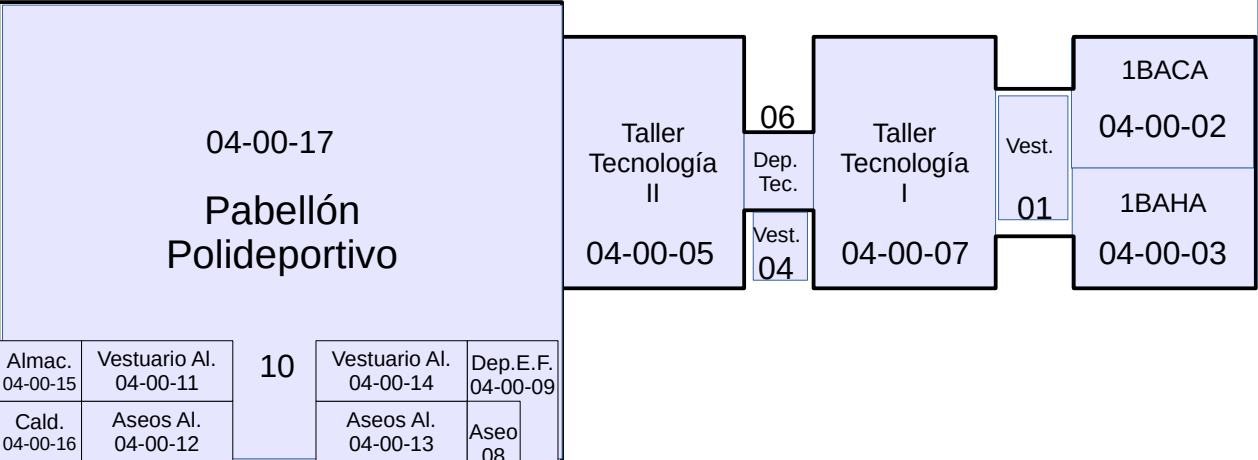 04-00-17
Pabellón
Polideportivo
Taller
Tecnología
II
04-00-05
06
Dep.
Tec.
Vest.
04
Taller
Tecnología
I
04-00-07
Vest.
01
1BACA
04-00-02
1BAHA
04-00-03
Almac.
04-00-15
Vestuario Al.
04-00-11
10
Vestuario Al.
04-00-14
Dep.E.F.
04-00-09
Cald.
04-00-16
Aseos Al.
04-00-12
Aseos Al.
04-00-13
Aseo
08